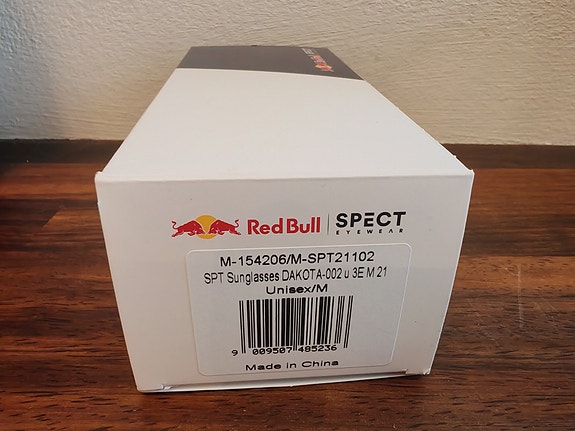 Red Bull SPECT
EYEWEAR
M-154206/M-SPT21102
SPT Sunglasses DAKOTA-002 u 3E M 21
Unisex/M
9 009507 485236
Made in China